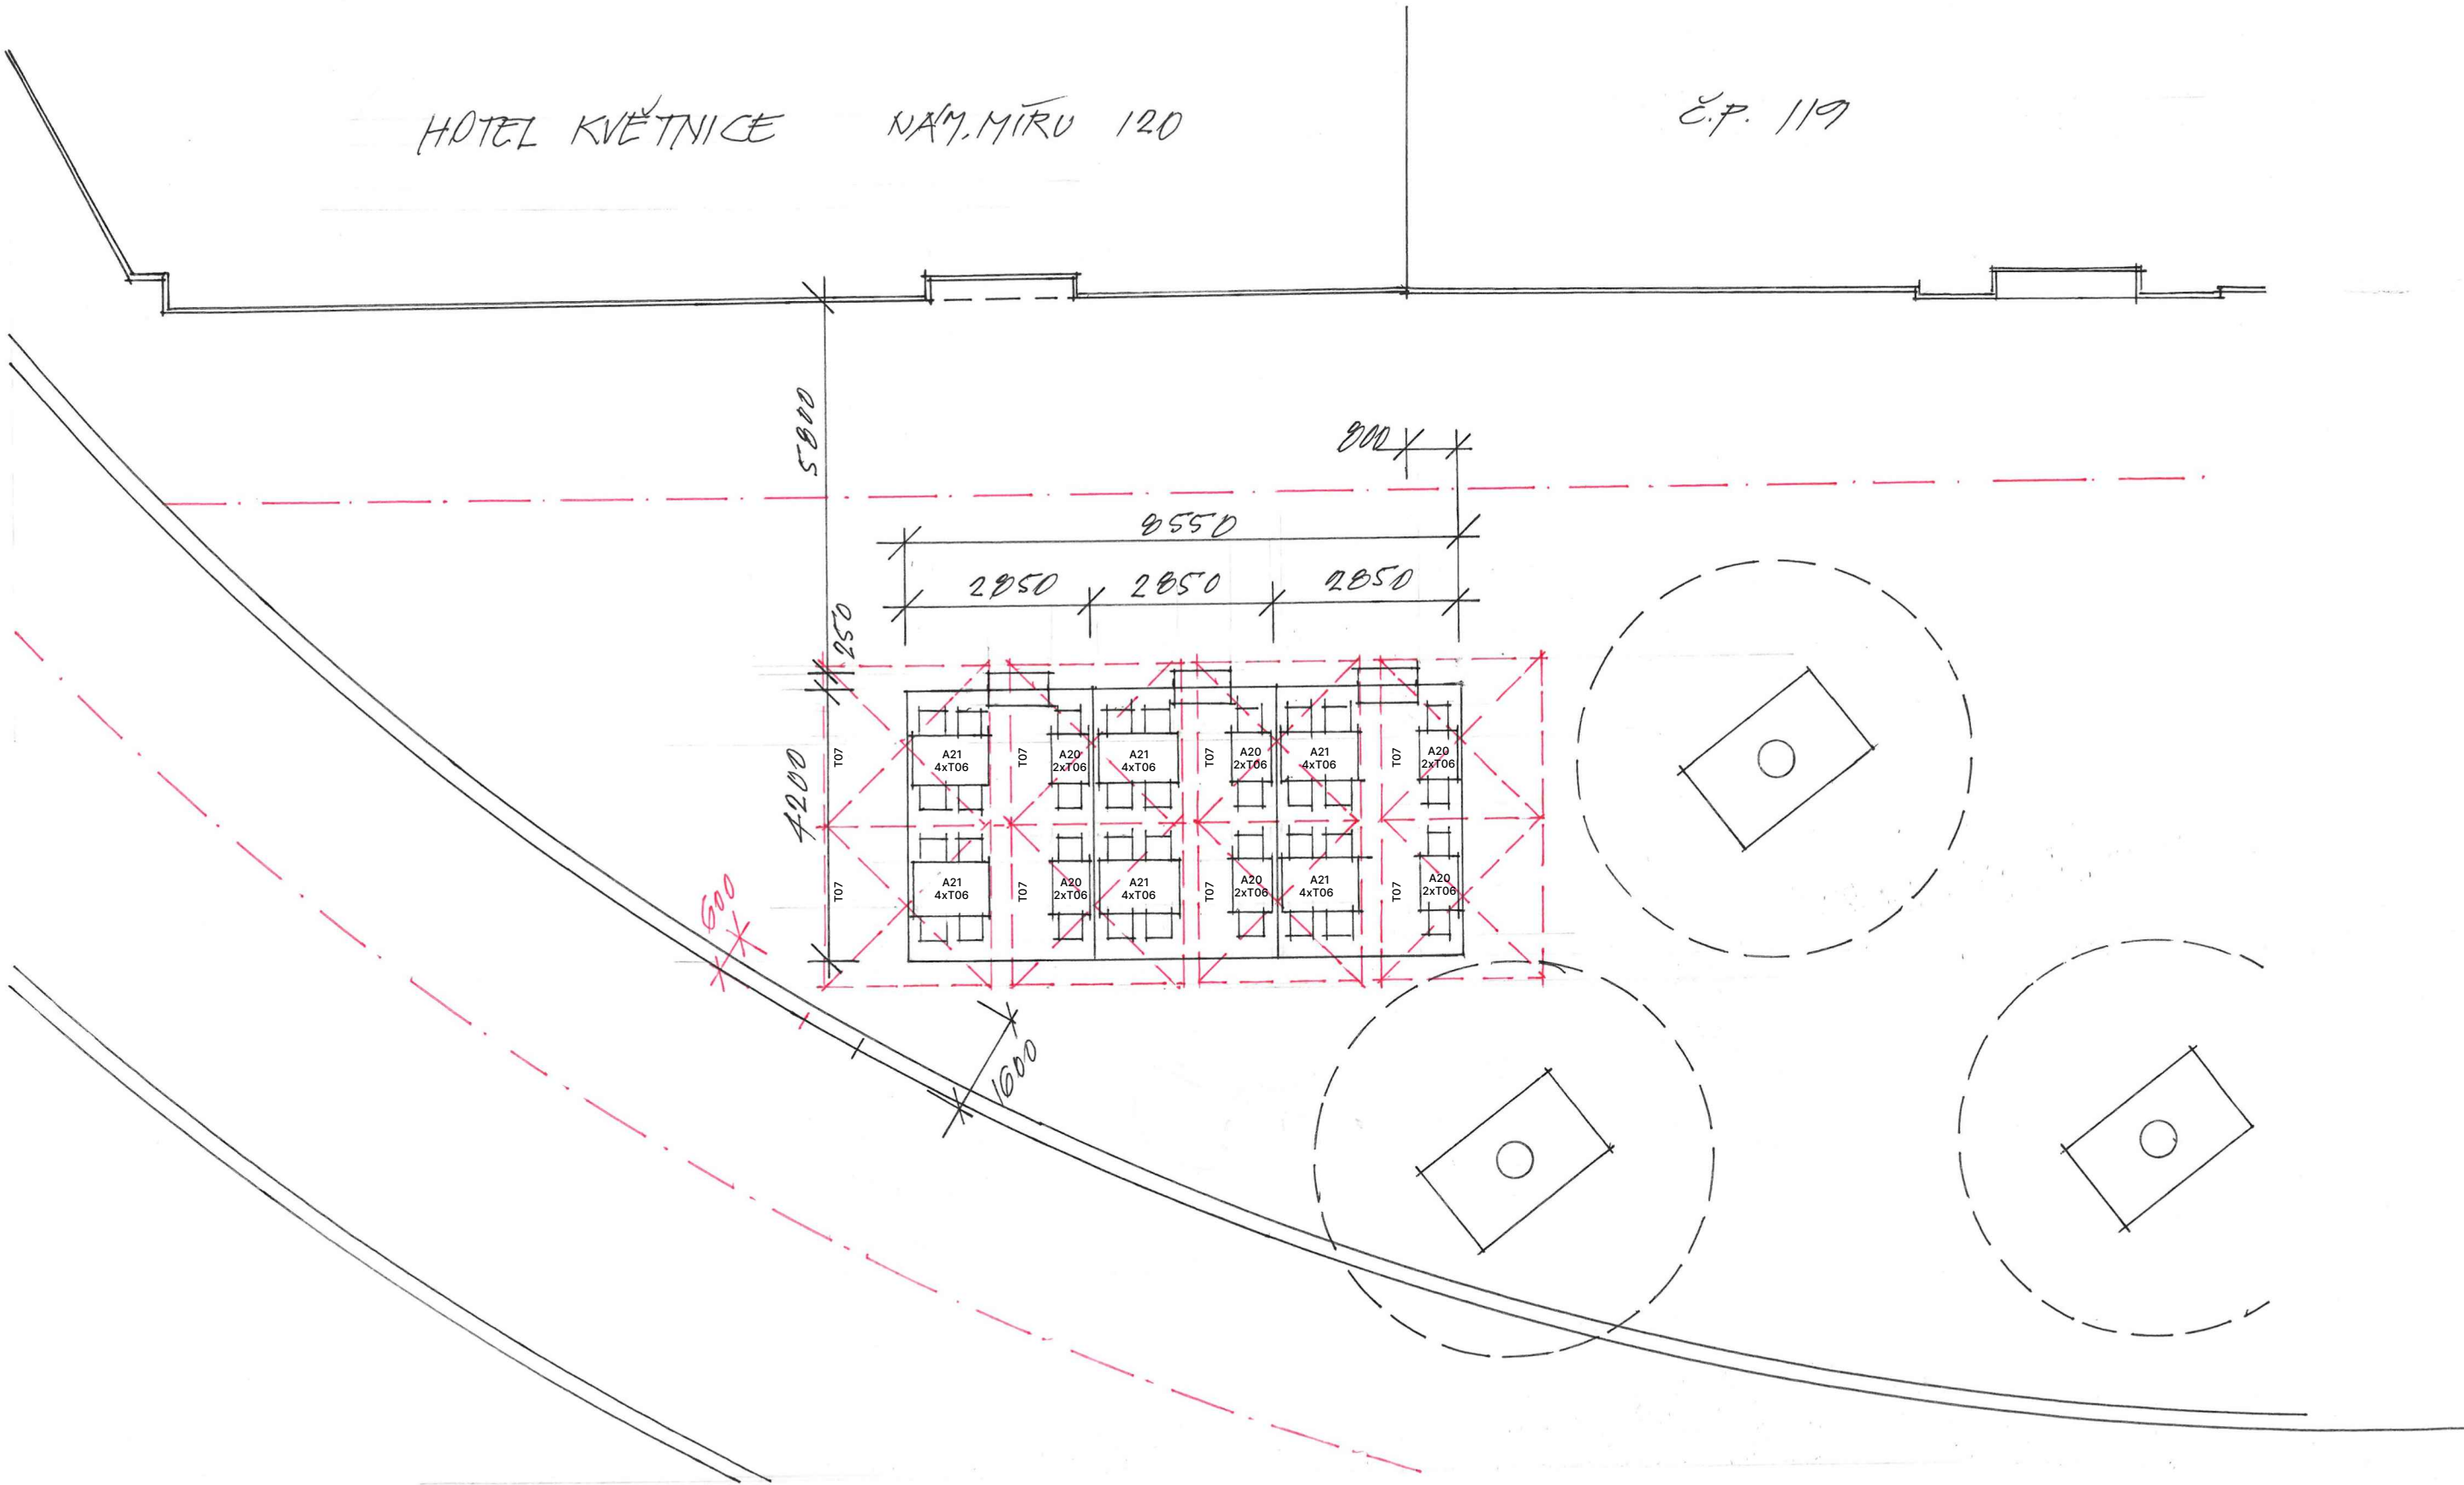 HOTEL KVĚTNICE NÁM. MÍRU 120
Č.P. 119
5800
800
8550
2850 2850 2850
250
T07 A21 T07 A20 A21 T07 A20 A21 T07 A20
4xT06 2xT06 4xT06 2xT06 4xT06 2xT06
4200
T07 A21 T07 A20 A21 T07 A20 A21 T07 A20
4xT06 2xT06 4xT06 2xT06 4xT06 2xT06
600
1600